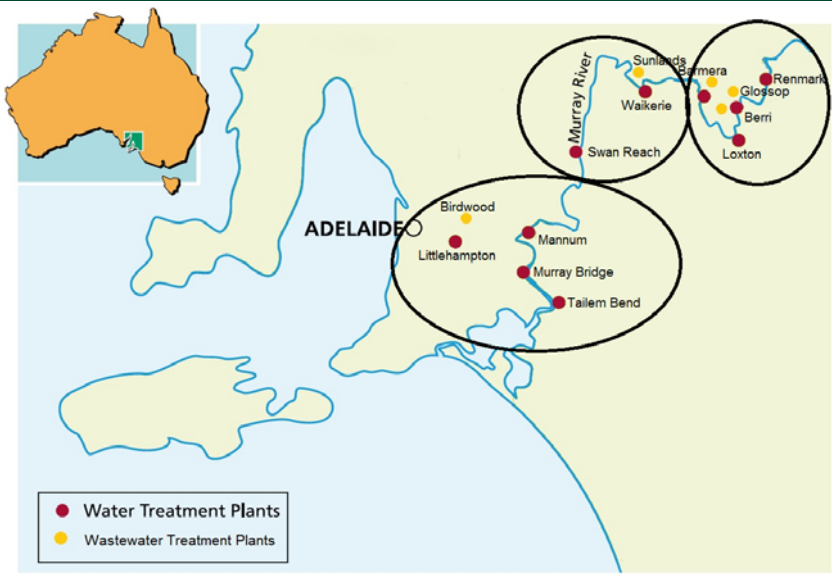 Sunlands
Murray River
Barmera
Renmark
Glossop
Waikerie
Berri
Swan Reach
Loxton
Birdwood
ADELAIDE
Mannum
Littlehampton
Murray Bridge
Tailem Bend
Water Treatment Plants
Wastewater Treatment Plants